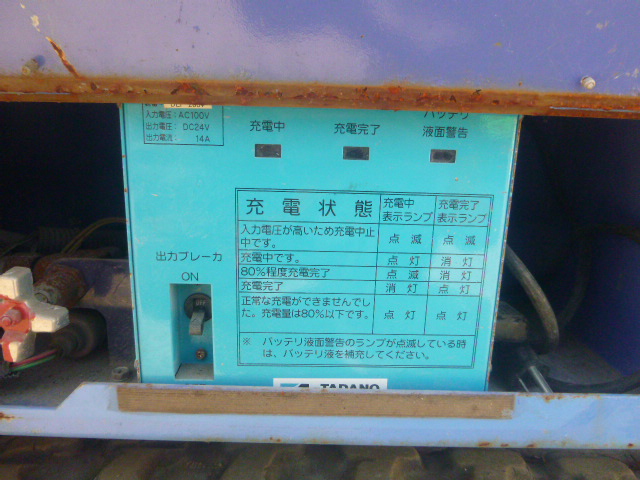 入力電圧：AC100V
出力電圧：DC24V
出力電流：14A
充電中
充電完了
バッテリ
液面警告
充電状態
充電中
表示ランプ
充電完了
表示ランプ
入力電圧が高いため充電中止
中です。
点滅
点滅
充電中です。
点灯
消灯
80%程度充電完了
点滅
消灯
充電完了
消灯
点灯
正常な充電ができませんでし
た。充電量は80%以下です。
点灯
点灯
※ バッテリ液面警告のランプが点滅している時
は、バッテリ液を補充してください。
出力ブレーカ
ON
TADANO